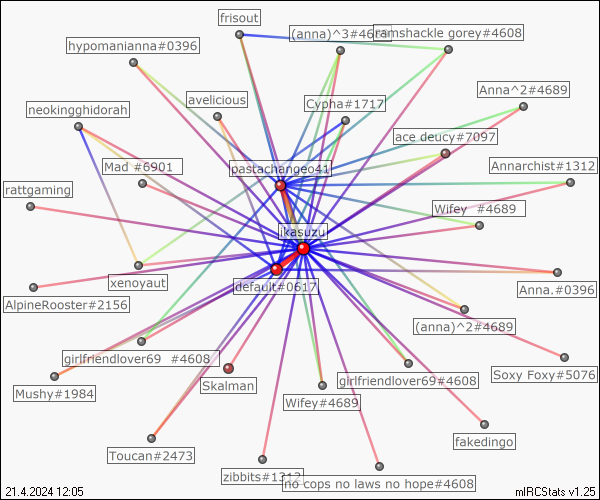 frisout
(anna)^3#4689
ramshackle gorey#4608
hypomanianna#0396
Anna^2#4689
avelicious
Cypha#1717
neokingghidorah
ace deucy#7097
Mad #6901
pastachangeo41
Annarchist#1312
rattgaming
Wifey #4689
ikasuzu
xenoyaut
default#0617
Anna.#0396
AlpineRooster#2156
(anna)^2#4689
girlfriendlover69 #4608
Soxy Foxy#5076
Skalman
girlfriendlover69#4608
Mushy#1984
Wifey#4689
fakedingo
Toucan#2473
zibbits#1312
no cops no laws no hope#4608
21.4.2024 12:05
mIRCStats v1.25